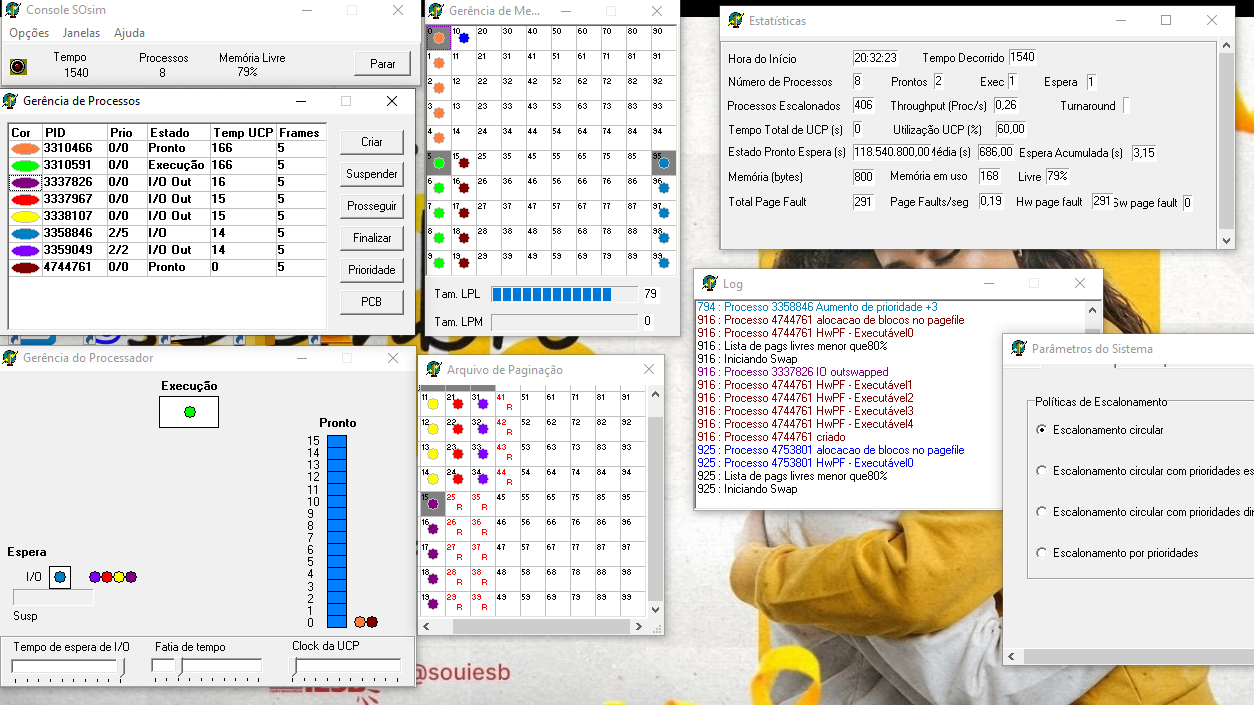 Console SOsim
Opções Janelas Ajuda
Tempo Processos Memória Livre
1540 8 79%
Parar
Gerência de Processos
Cor PID Prio Estado Temp UCP Frames
3310466 0/0 Pronto 166 5
3310591 0/0 Execução 166 5
3337826 0/0 I/O Out 16 5
3337967 0/0 I/O Out 15 5
3338107 0/0 I/O Out 15 5
3358846 2/5 I/O 14 5
3359049 2/2 I/O Out 14 5
4744761 0/0 Pronto 0 5
Criar
Suspender
Prosseguir
Finalizar
Prioridade
PCB
Gerência do Processador
Execução
Pronto
15
14
13
12
11
10
9
8
7
6
5
4
3
2
1
0
Espera
I/O
Susp
Tempo de espera de I/O Fatia de tempo Clock da UCP
Gerência de Me...
0 10 20 30 40 50 60 70 80 90
1 11 21 31 41 51 61 71 81 91
2 12 22 32 42 52 62 72 82 92
3 13 23 33 43 53 63 73 83 93
4 14 24 34 44 54 64 74 84 94
5 15 25 35 45 55 65 75 85 95
6 16 26 36 46 56 66 76 86 96
7 17 27 37 47 57 67 77 87 97
8 18 28 38 48 58 68 78 88 98
9 19 29 39 49 59 69 79 89 99
Tam. LPL 79
Tam. LPM 0
Arquivo de Paginação
11 21 31 41 R 51 61 71 81 91
12 22 32 42 R 52 62 72 82 92
13 23 33 43 R 53 63 73 83 93
14 24 34 44 R 54 64 74 84 94
15 25 R 35 R 45 55 65 75 85 95
16 26 R 36 R 46 56 66 76 86 96
17 27 R 37 R 47 57 67 77 87 97
18 28 R 38 R 48 58 68 78 88 98
19 29 R 39 R 49 59 69 79 89 99
Estatísticas
Hora do Início 20:32:23 Tempo Decorrido 1540
Número de Processos 8 Prontos 2 Exec 1 Espera 1
Processos Escalonados 406 Throughput (Proc/s) 0,26 Turnaround
Tempo Total de UCP (s) 0 Utilização UCP (%) 60,00
Estado Pronto Espera (s) 118.540.800,00 Média (s) 686,00 Espera Acumulada (s) 3,15
Memória (bytes) 800 Memória em uso 168 Livre 79%
Total Page Fault 291 Page Faults/seg 0,19 Hw page fault 291 Sw page fault 0
Log
794 : Processo 3358846 Aumento de prioridade +3
916 : Processo 4744761 alocacao de blocos no pagefile
916 : Processo 4744761 HwPF - Executável0
916 : Lista de pags livres menor que80%
916 : Iniciando Swap
916 : Processo 3337826 IO outswapped
916 : Processo 4744761 HwPF - Executável1
916 : Processo 4744761 HwPF - Executável2
916 : Processo 4744761 HwPF - Executável3
916 : Processo 4744761 HwPF - Executável4
916 : Processo 4744761 criado
925 : Processo 4753801 alocacao de blocos no pagefile
925 : Processo 4753801 HwPF - Executável0
925 : Lista de pags livres menor que80%
925 : Iniciando Swap
Parâmetros do Sistema
Políticas de Escalonamento
Escalonamento circular
Escalonamento circular com prioridades es
Escalonamento circular com prioridades din
Escalonamento por prioridades
@souiesb